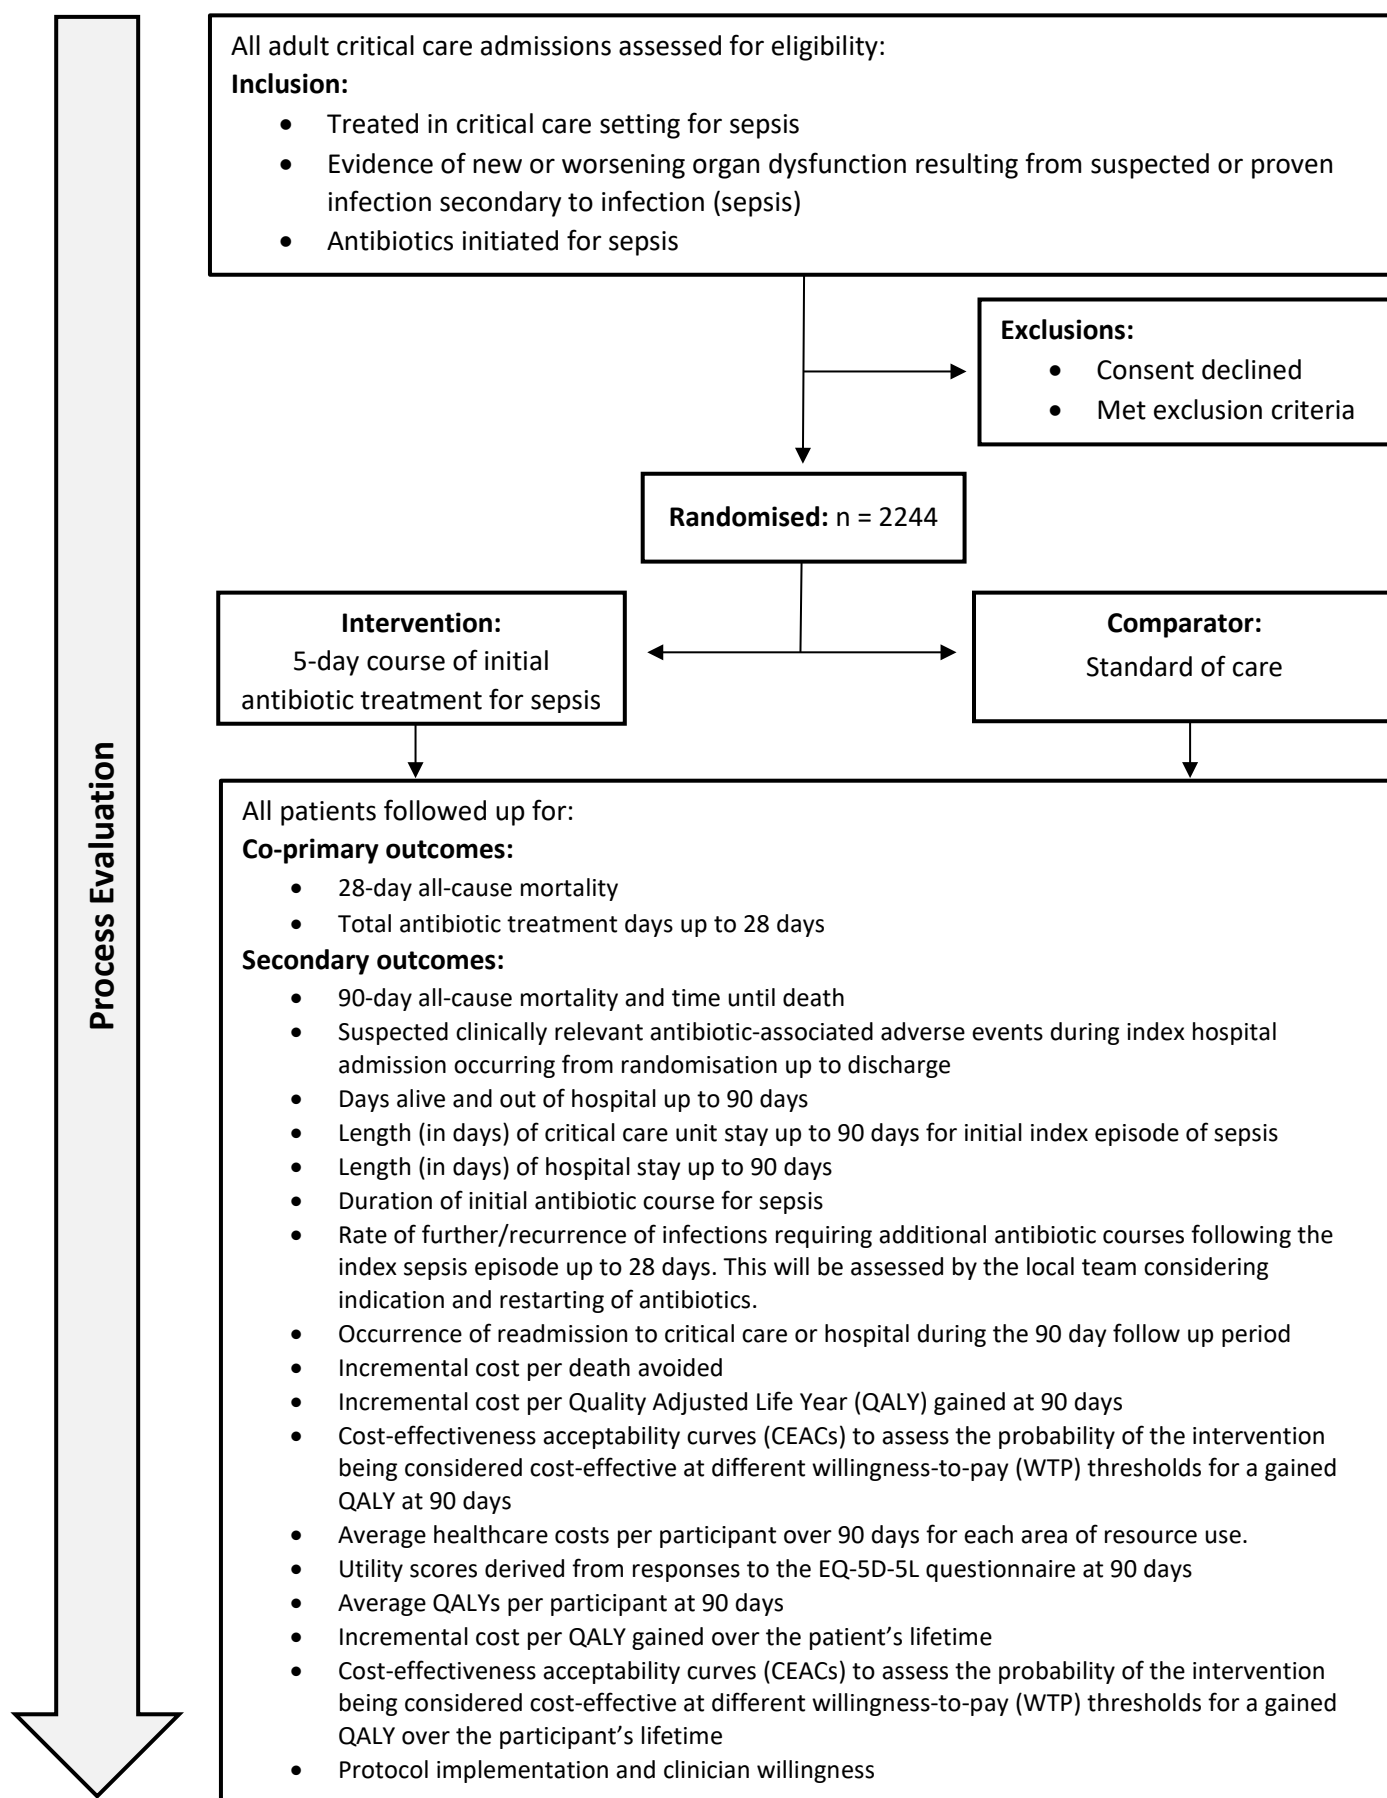 All adult critical care admissions assessed for eligibility:
Inclusion:
• Treated in critical care setting for sepsis
• Evidence of new or worsening organ dysfunction resulting from suspected or proven
infection secondary to infection (sepsis)
• Antibiotics initiated for sepsis
Exclusions:
• Consent declined
• Met exclusion criteria
Randomised: n = 2244
Intervention:
5-day course of initial
antibiotic treatment for sepsis
Comparator:
Standard of care
Process Evaluation
All patients followed up for:
Co-primary outcomes:
• 28-day all-cause mortality
• Total antibiotic treatment days up to 28 days
Secondary outcomes:
• 90-day all-cause mortality and time until death
• Suspected clinically relevant antibiotic-associated adverse events during index hospital
admission occurring from randomisation up to discharge
• Days alive and out of hospital up to 90 days
• Length (in days) of critical care unit stay up to 90 days for initial index episode of sepsis
• Length (in days) of hospital stay up to 90 days
• Duration of initial antibiotic course for sepsis
• Rate of further/recurrence of infections requiring additional antibiotic courses following the
index sepsis episode up to 28 days. This will be assessed by the local team considering
indication and restarting of antibiotics.
• Occurrence of readmission to critical care or hospital during the 90 day follow up period
• Incremental cost per death avoided
• Incremental cost per Quality Adjusted Life Year (QALY) gained at 90 days
• Cost-effectiveness acceptability curves (CEACs) to assess the probability of the intervention
being considered cost-effective at different willingness-to-pay (WTP) thresholds for a gained
QALY at 90 days
• Average healthcare costs per participant over 90 days for each area of resource use.
• Utility scores derived from responses to the EQ-5D-5L questionnaire at 90 days
• Average QALYs per participant at 90 days
• Incremental cost per QALY gained over the patient's lifetime
• Cost-effectiveness acceptability curves (CEACs) to assess the probability of the intervention
being considered cost-effective at different willingness-to-pay (WTP) thresholds for a gained
QALY over the participant's lifetime
• Protocol implementation and clinician willingness